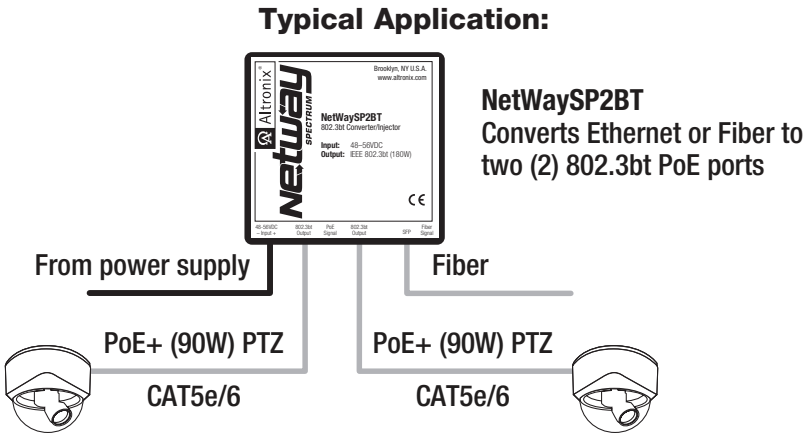 Typical Application:
Altronix®
Netway
SPECTRUM
Brooklyn, NY U.S.A.
www.altronix.com
NetWaySP2BT
802.3bt Converter/Injector
Input: 48–56VDC
Output: IEEE 802.3bt (180W)
CE
48-56VDC
– Input +
802.3bt
Output
PoE
Signal
802.3bt
Output
SFP
Fiber
Signal
NetWaySP2BT
Converts Ethernet or Fiber to
two (2) 802.3bt PoE ports
From power supply
Fiber
PoE+ (90W) PTZ
CAT5e/6
PoE+ (90W) PTZ
CAT5e/6